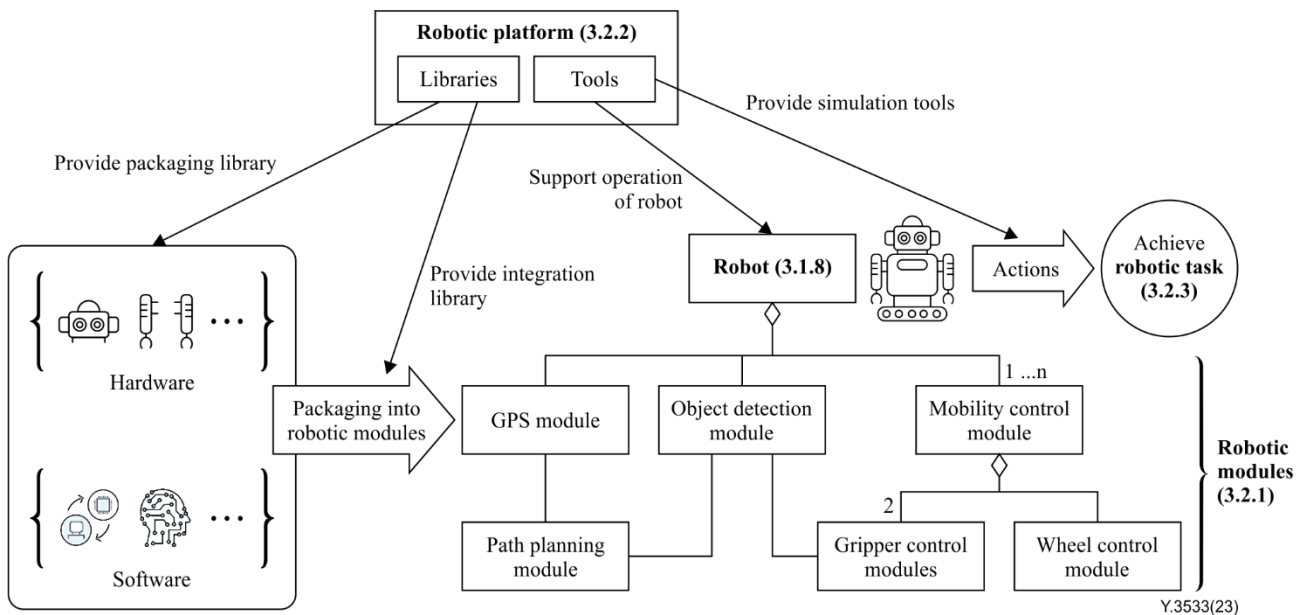 Robotic platform (3.2.2)
Libraries
Tools
Provide simulation tools
Provide packaging library
Support operation
of robot
Provide integration
library
Robot (3.1.8)
Actions
Achieve
robotic task
(3.2.3)
Hardware
Packaging into
robotic modules
1 ...n
GPS module
Object detection
module
Mobility control
module
Robotic
modules
(3.2.1)
2
Path planning
module
Gripper control
modules
Wheel control
module
Software
Y.3533(23)